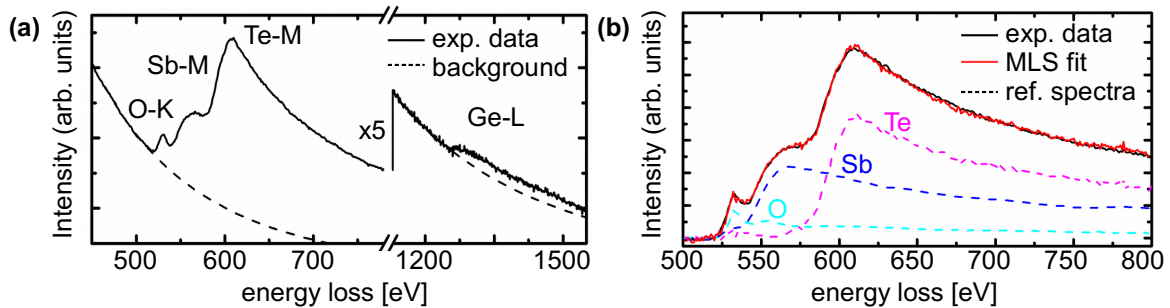 (a)
Intensity (arb. units)
O-K
Sb-M
Te-M
exp. data
background
x5
Ge-L
500 600 700 1200 1500
energy loss [eV]
(b)
Intensity (arb. units)
exp. data
MLS fit
ref. spectra
Te
Sb
O
500 550 600 650 700 750 800
energy loss [eV]